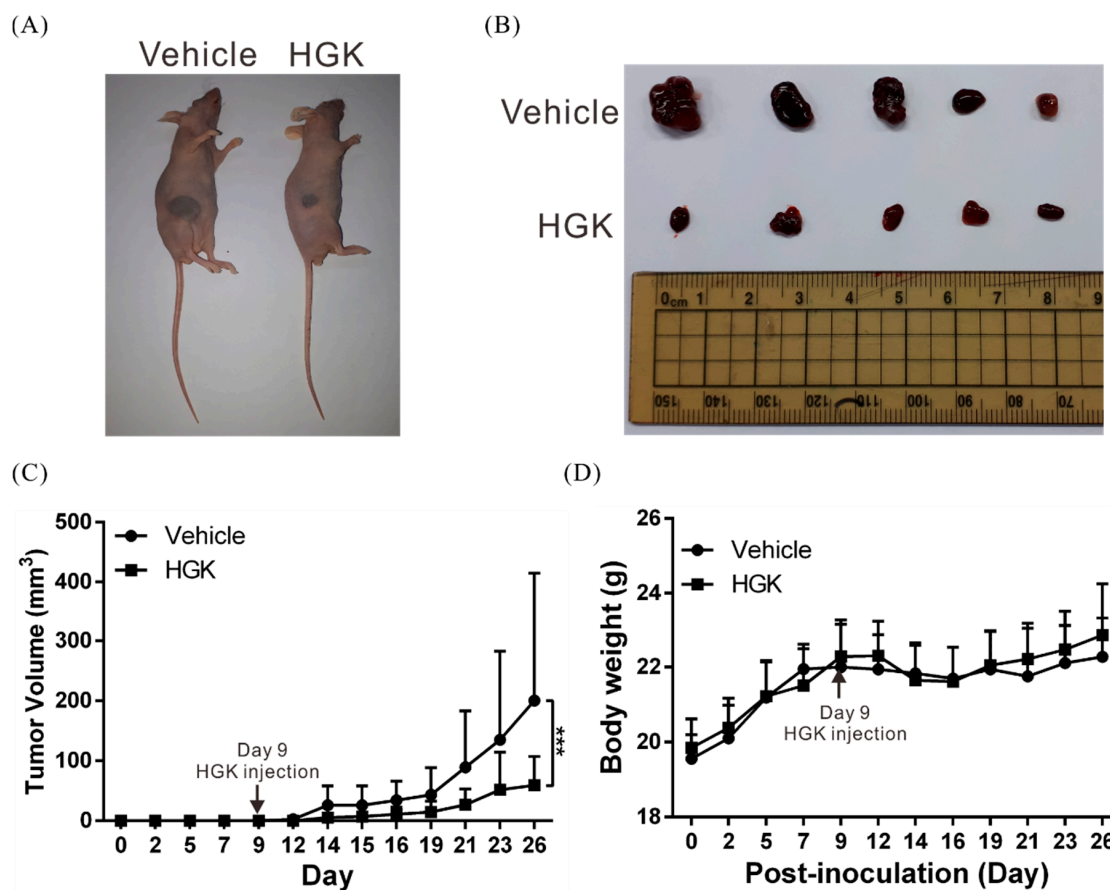 (A)
Vehicle HGK
(B)
Vehicle
HGK
0cm 1 2 3 4 5 6 7 8 9
150 140 130 120 110 100 90 80 70
(C)
Tumor Volume (mm³)
500
400
300
200
100
0
Vehicle
HGK
Day 9
HGK injection
***
0 2 5 7 9 12 14 15 16 19 21 23 26
Day
(D)
Body weight (g)
26
24
22
20
18
Vehicle
HGK
Day 9
HGK injection
0 2 5 7 9 12 14 16 19 21 23 26
Post-inoculation (Day)